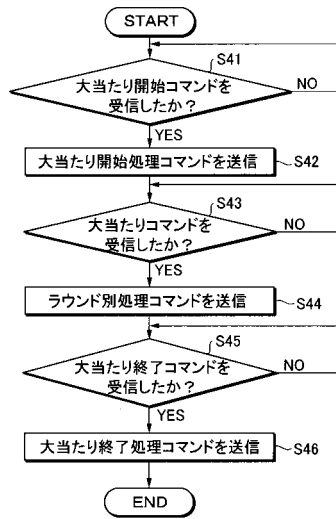 START
S41
大当たり開始コマンドを
受信したか?
NO
YES
大当たり開始処理コマンドを送信
S42
S43
大当たりコマンドを
受信したか?
NO
YES
ラウンド別処理コマンドを送信
S44
S45
大当たり終了コマンドを
受信したか?
NO
YES
大当たり終了処理コマンドを送信
S46
END